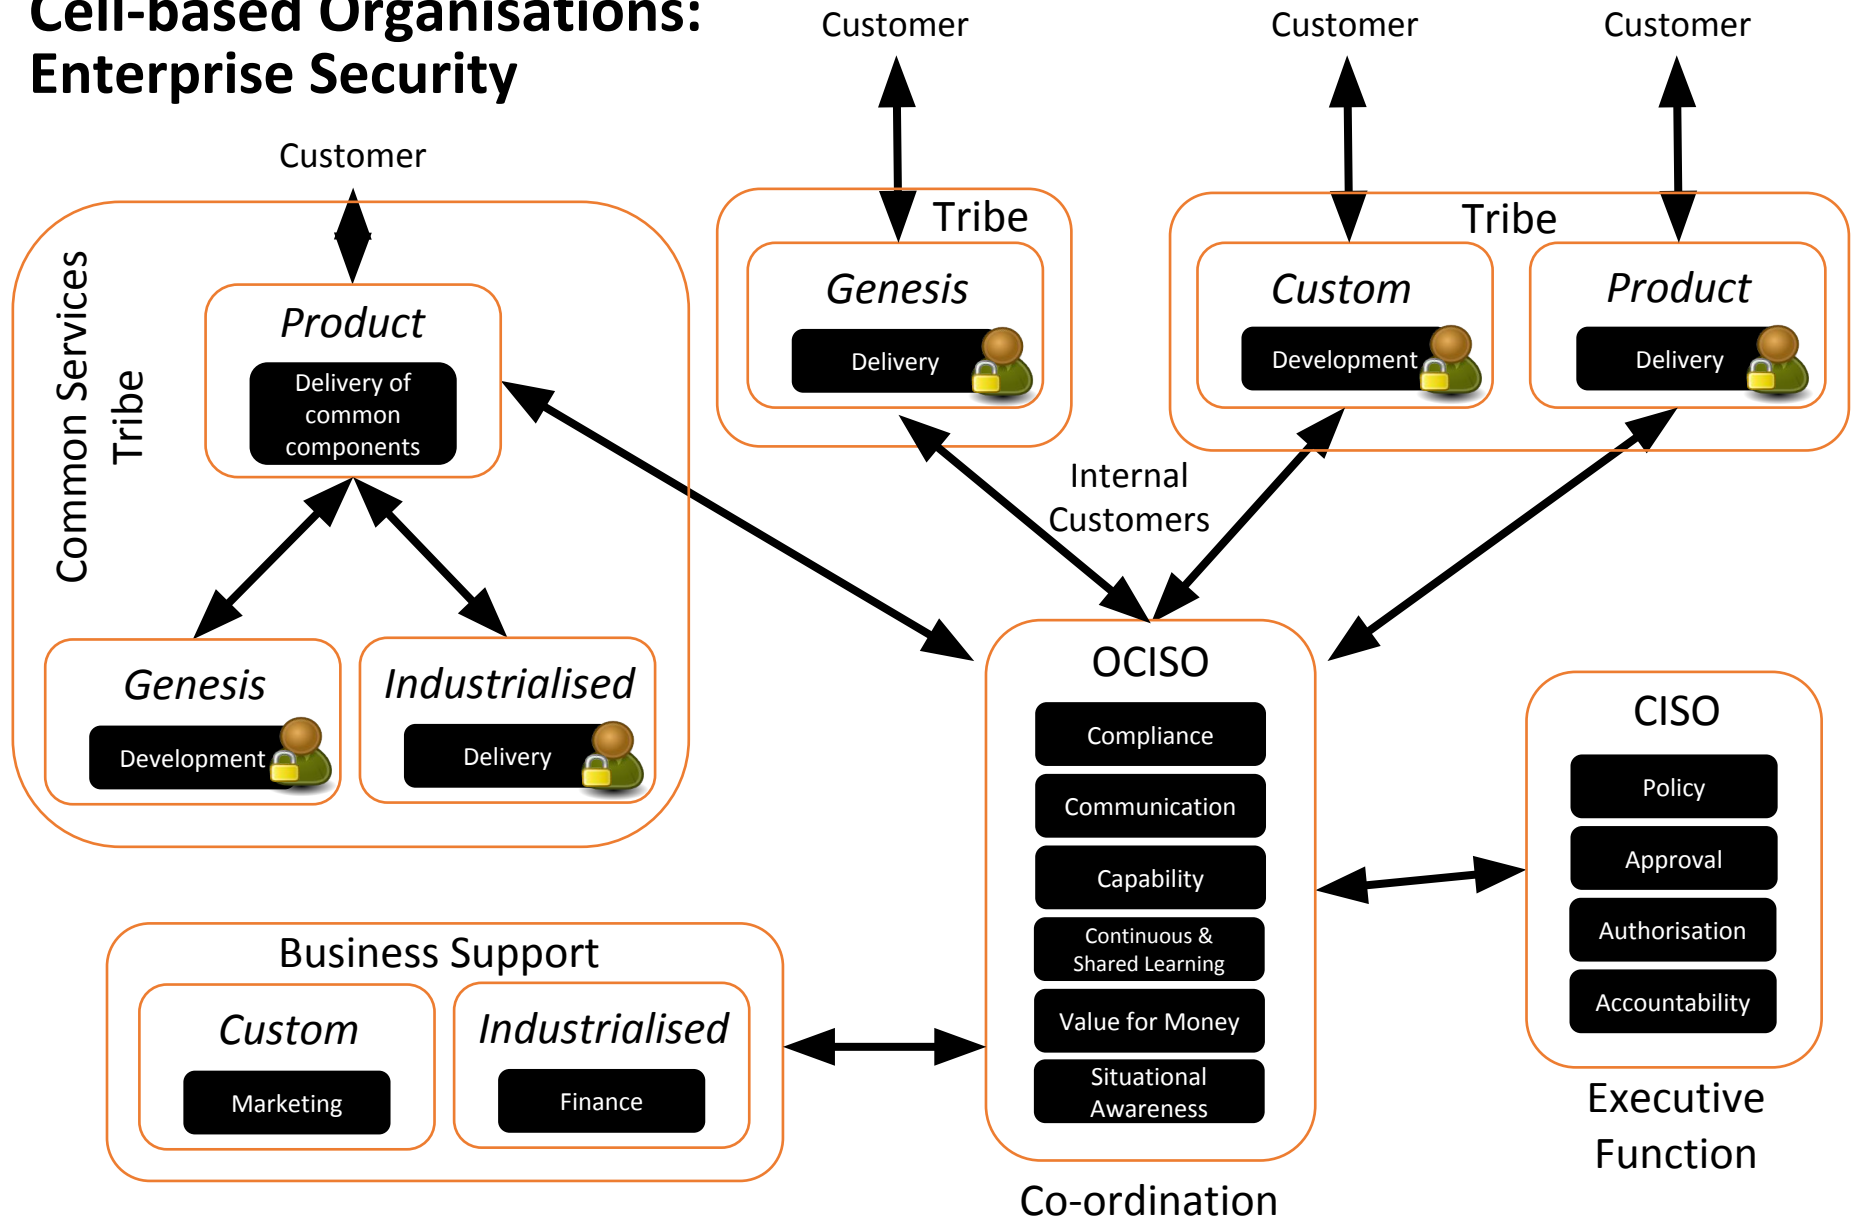 Cell-based Organisations:
Enterprise Security
Customer
Customer
Customer
Customer
Common Services
Tribe
Product
Delivery of
common
components
Genesis
Development
Industrialised
Delivery
Tribe
Genesis
Delivery
Tribe
Custom
Development
Product
Delivery
Internal
Customers
OCISO
Compliance
Communication
Capability
Continuous &
Shared Learning
Value for Money
Situational
Awareness
Co-ordination
CISO
Policy
Approval
Authorisation
Accountability
Executive
Function
Business Support
Custom
Marketing
Industrialised
Finance